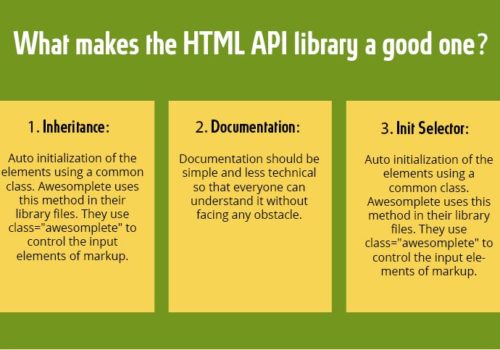 What makes the HTML API library a good one?
1. Inheritance:
Auto initialization of the
elements using a common
class. Awesomplete uses
this method in their
library files. They use
class="awesomplete" to
control the input
elements of markup.
2. Documentation:
Documentation should be
simple and less technical
so that everyone can
understand it without
facing any obstacle.
3. Init Selector:
Auto initialization of the
elements using a
common class.
Awesomplete uses this
method in their library
files. They use
class="awesomplete" to
control the input ele-
ments of markup.